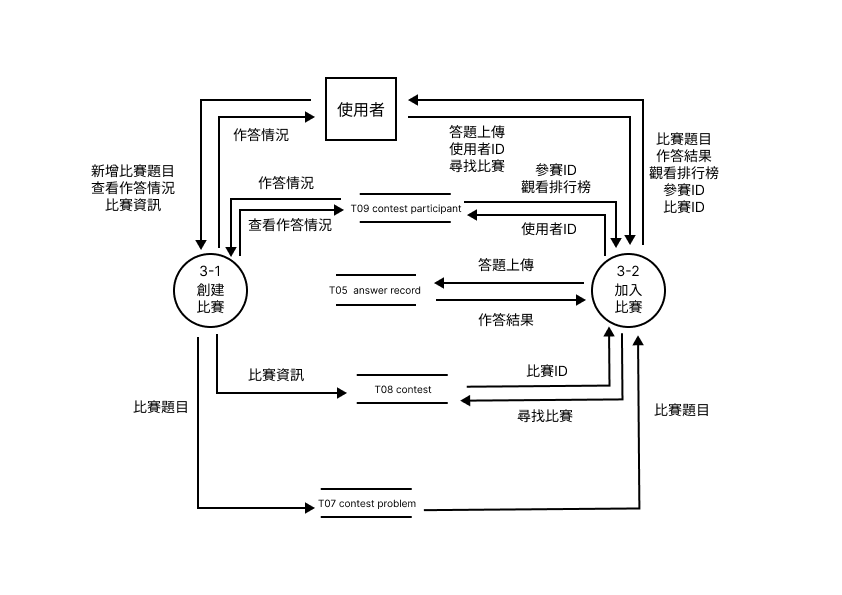 使用者
作答情況
答題上傳
使用者ID
尋找比賽
比賽題目
作答結果
觀看排行榜
參賽ID
比賽ID
新增比賽題目
查看作答情況
比賽資訊
作答情況
查看作答情況
T09 contest participant
參賽ID
觀看排行榜
使用者ID
3-1
創建
比賽
T05 answer record
答題上傳
作答結果
3-2
加入
比賽
比賽資訊
T08 contest
比賽ID
尋找比賽
比賽題目
比賽題目
T07 contest problem